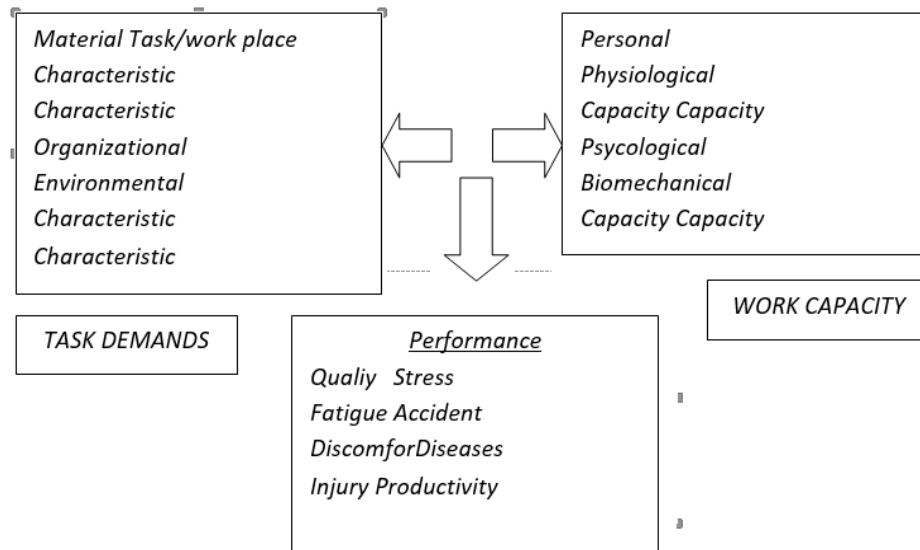 Material Task/work place
Characteristic
Characteristic
Organizational
Environmental
Characteristic
Characteristic
TASK DEMANDS
Personal
Physiological
Capacity Capacity
Psycological
Biomechanical
Capacity Capacity
WORK CAPACITY
Performance
Qualiy Stress
Fatigue Accident
DiscomforDiseases
Injury Productivity